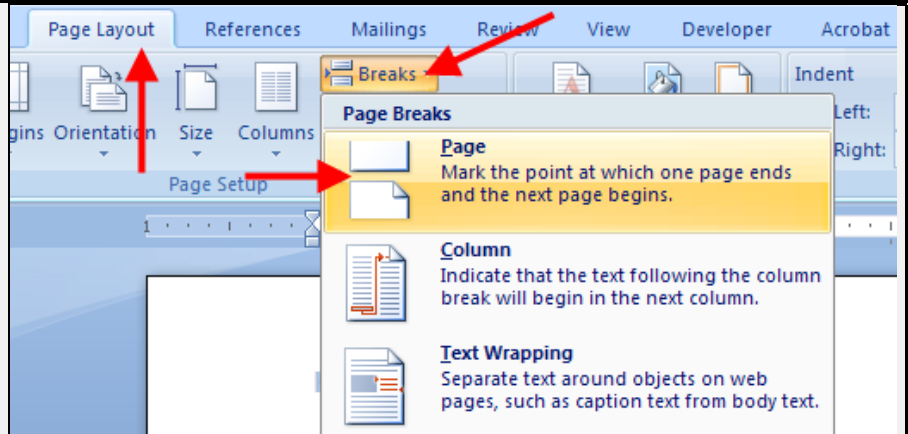 Page Layout References Mailings Review View Developer Acrobat
Breaks Indent
gins Orientation Size Columns Left:
Right:
Page Setup
Page Breaks
Page
Mark the point at which one page ends
and the next page begins.
1
Column
Indicate that the text following the column
break will begin in the next column.
Text Wrapping
Separate text around objects on web
pages, such as caption text from body text.